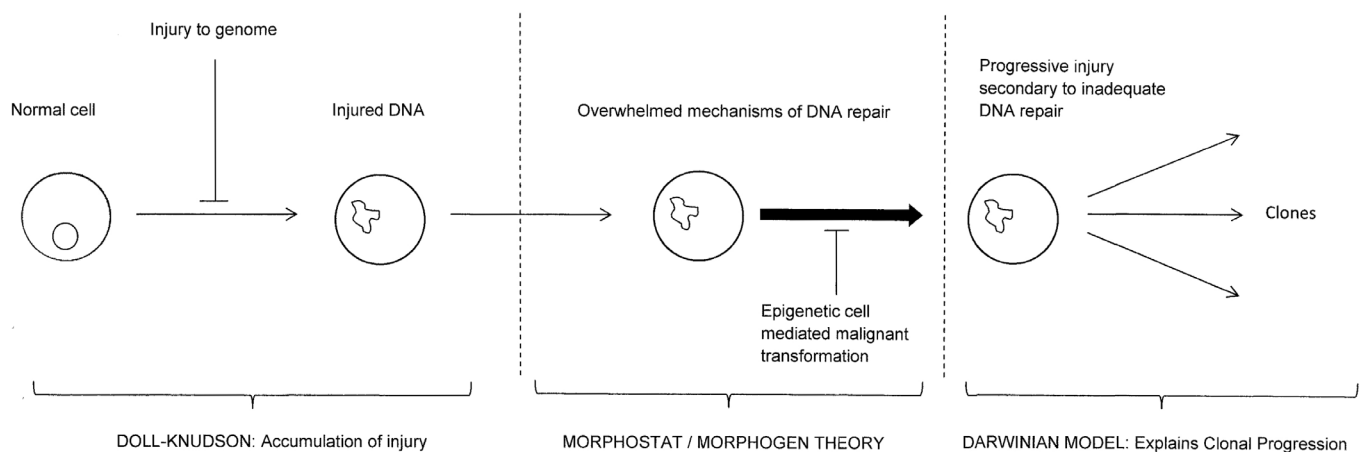 Injury to genome
Normal cell
Injured DNA
Overwhelmed mechanisms of DNA repair
Epigenetic cell
mediated malignant
transformation
Progressive injury
secondary to inadequate
DNA repair
Clones
DOLL-KNUDSON: Accumulation of injury
MORPHOSTAT / MORPHOGEN THEORY
DARWINIAN MODEL: Explains Clonal Progression